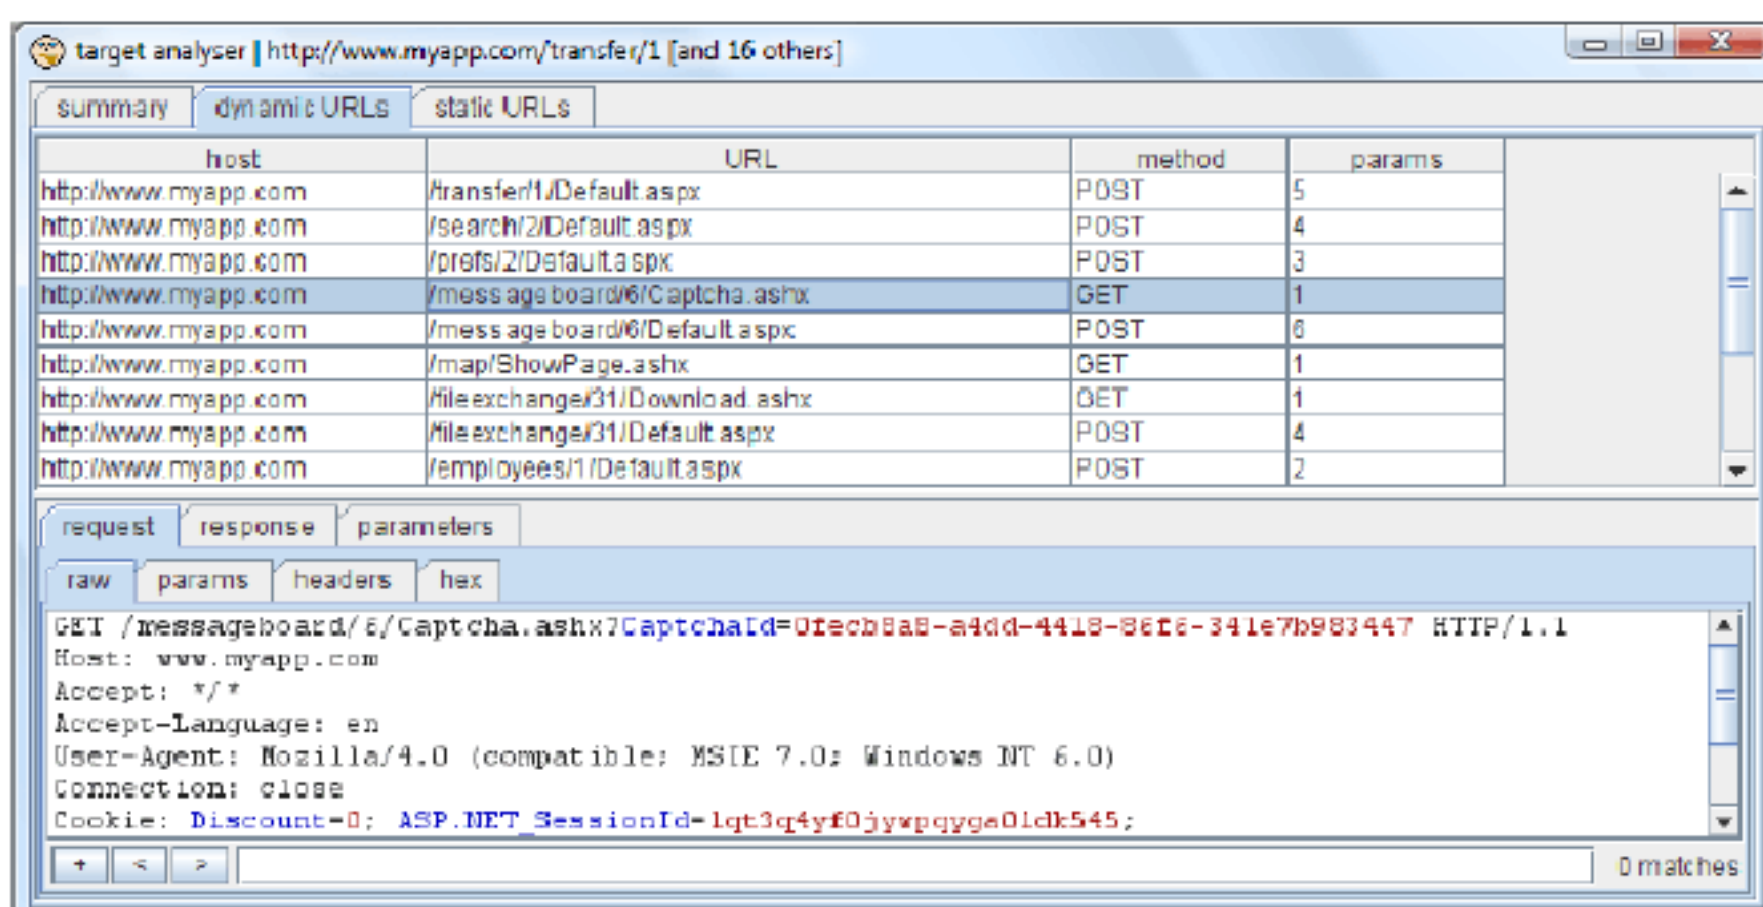 target analyser | http://www.myapp.com/transfer/1 [and 16 others]
summary dynamic URLs static URLs
host URL method params
http://www.myapp.com /transfer/1/Default.aspx POST 5
http://www.myapp.com /search/2/Default.aspx POST 4
http://www.myapp.com /prefs/2/Default.aspx POST 3
http://www.myapp.com /messageboard/6/Captcha.ashx GET 1
http://www.myapp.com /messageboard/6/Default.aspx POST 6
http://www.myapp.com /map/ShowPage.ashx GET 1
http://www.myapp.com /fileexchange/31/Download.ashx GET 1
http://www.myapp.com /fileexchange/31/Default.aspx POST 4
http://www.myapp.com /employees/1/Default.aspx POST 2
request response parameters
raw params headers hex
GET /messageboard/6/Captcha.ashx?CaptchaId=0fecb8a8-a4dd-4418-86f6-341e7b983447 HTTP/1.1
Host: www.myapp.com
Accept: */*
Accept-Language: en
User-Agent: Mozilla/4.0 (compatible; MSIE 7.0; Windows NT 6.0)
Connection: close
Cookie: Discount=0; ASP.NET_SessionId=lqt3q4yf0jywpqyga0ldk545;
+ < > 0 matches